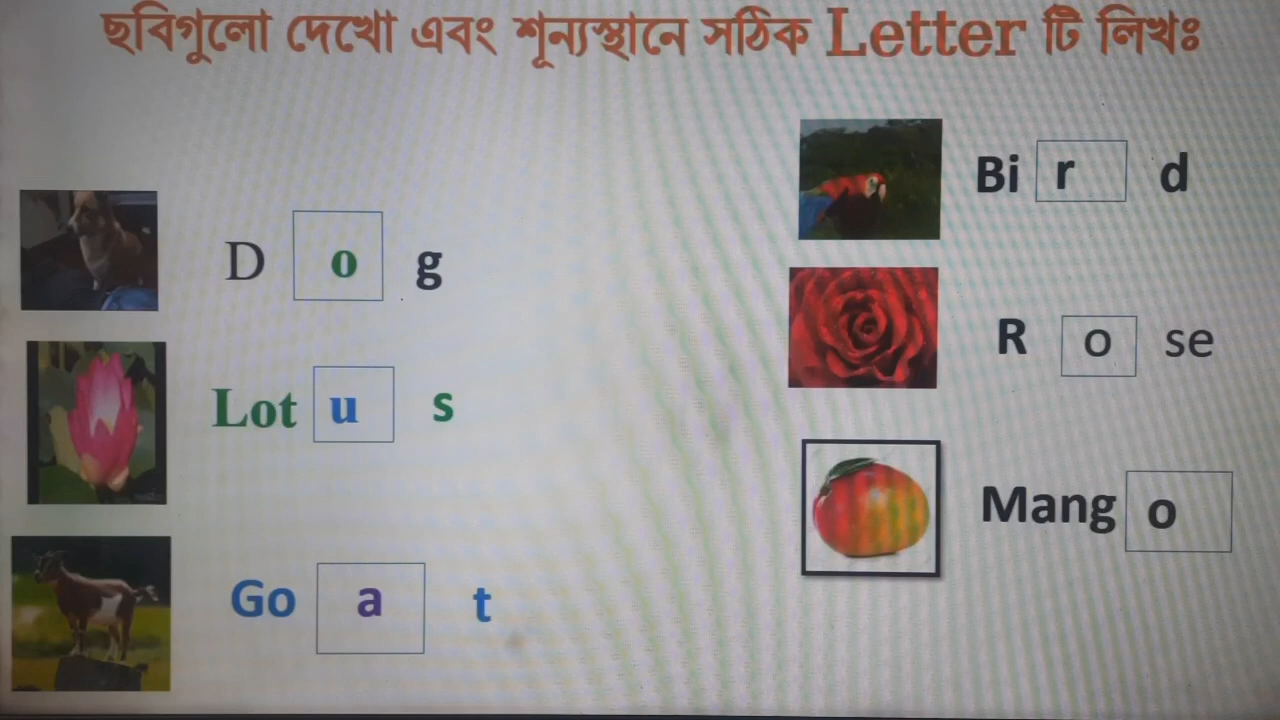 ছবিগুলো দেখো এবং শূন্যস্থানে সঠিক Letter টি লিখঃ
D o g
Lot u s
Go a t
Bi r d
R o se
Mang o